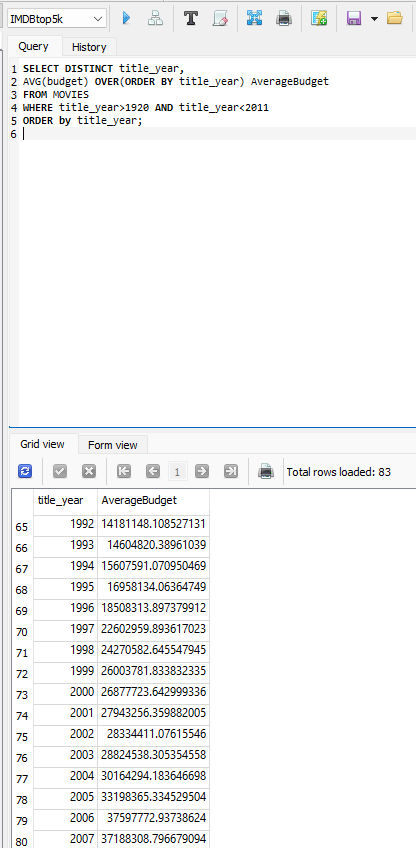 IMDBtop5k
Query History
1 SELECT DISTINCT title_year,
2 AVG(budget) OVER(ORDER BY title_year) AverageBudget
3 FROM MOVIES
4 WHERE title_year>1920 AND title_year<2011
5 ORDER by title_year;
6
Grid view Form view
1 Total rows loaded: 83
title_year AverageBudget
65 1992 14181148.108527131
66 1993 14604820.38961039
67 1994 15607591.070950469
68 1995 16958134.06364749
69 1996 18508313.897379912
70 1997 22602959.893617023
71 1998 24270582.645547945
72 1999 26003781.833832335
73 2000 26877723.642999336
74 2001 27943256.359882005
75 2002 28334411.07615546
76 2003 28824538.305354558
77 2004 30164294.183646698
78 2005 33198365.334529504
79 2006 37597772.93738624
80 2007 37188308.796679094